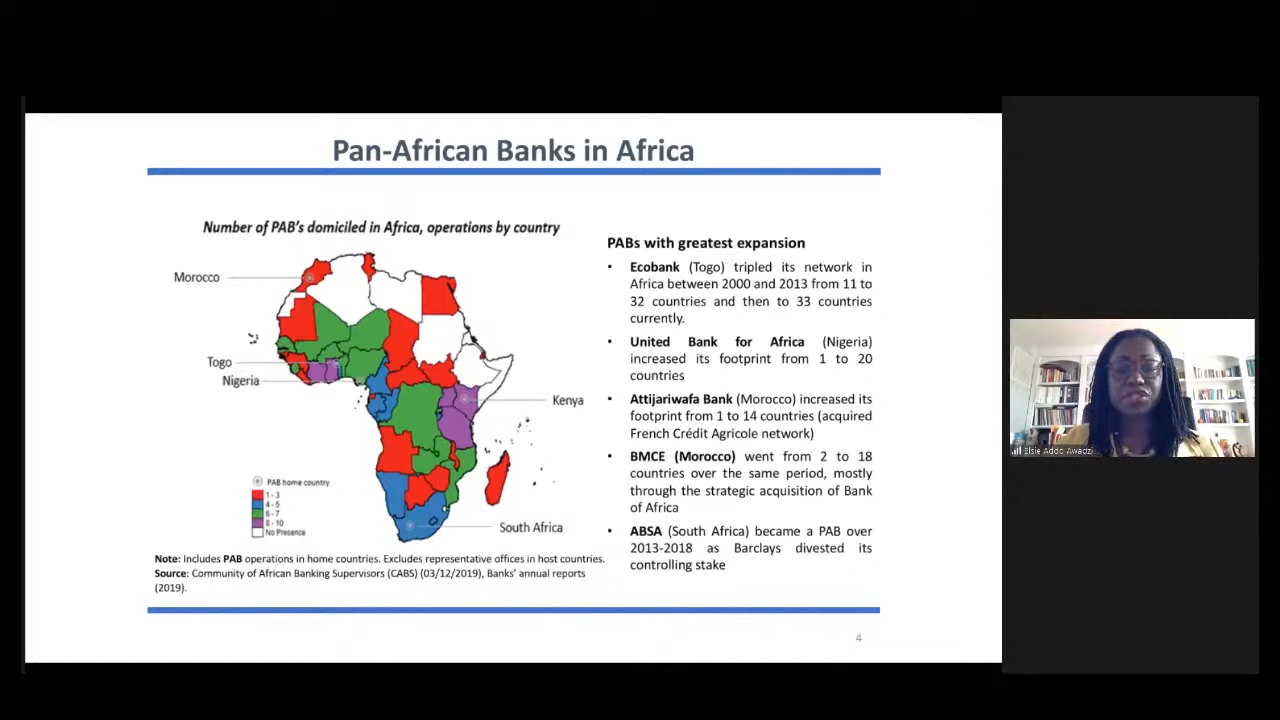 Pan-African Banks in Africa
Number of PAB's domiciled in Africa, operations by country
Morocco
Togo
Nigeria
Kenya
South Africa
PAB home country
1 - 3
4 - 5
6 - 7
8 - 10
No Presence
Note: Includes PAB operations in home countries. Excludes representative offices in host countries.
Source: Community of African Banking Supervisors (CABS) (03/12/2019), Banks' annual reports
(2019).
PABs with greatest expansion
• Ecobank (Togo) tripled its network in
Africa between 2000 and 2013 from 11 to
32 countries and then to 33 countries
currently.
• United Bank for Africa (Nigeria)
increased its footprint from 1 to 20
countries
• Attijariwafa Bank (Morocco) increased its
footprint from 1 to 14 countries (acquired
French Crédit Agricole network)
• BMCE (Morocco) went from 2 to 18
countries over the same period, mostly
through the strategic acquisition of Bank
of Africa
• ABSA (South Africa) became a PAB over
2013-2018 as Barclays divested its
controlling stake
4
Elsie Addo Awadzi